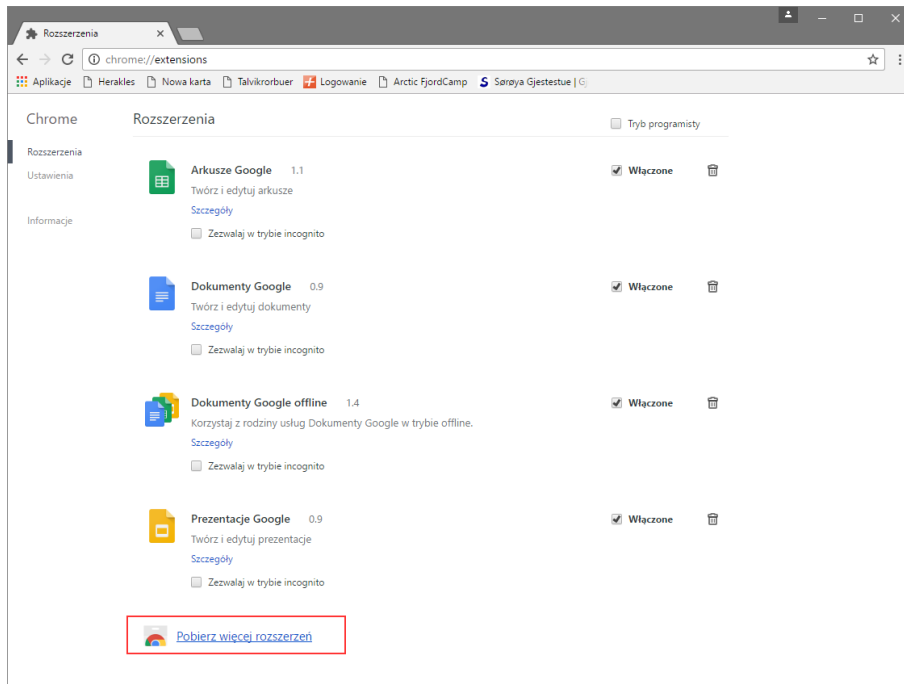 Rozszerzenia
chrome://extensions
Aplikacje Herakles Nowa karta Talvikrorbuer Logowanie Arctic FjordCamp S Sørøya Gjestestue |
Chrome
Rozszerzenia
Tryb programisty
Rozszerzenia
Ustawienia
Informacje
Arkusze Google 1.1
Włączone
Twórz i edytuj arkusze
Szczegóły
Zezwalaj w trybie incognito
Dokumenty Google 0.9
Włączone
Twórz i edytuj dokumenty
Szczegóły
Zezwalaj w trybie incognito
Dokumenty Google offline 1.4
Włączone
Korzystaj z rodziny usług Dokumenty Google w trybie offline.
Szczegóły
Zezwalaj w trybie incognito
Prezentacje Google 0.9
Włączone
Twórz i edytuj prezentacje
Szczegóły
Zezwalaj w trybie incognito
Pobierz więcej rozszerzeń